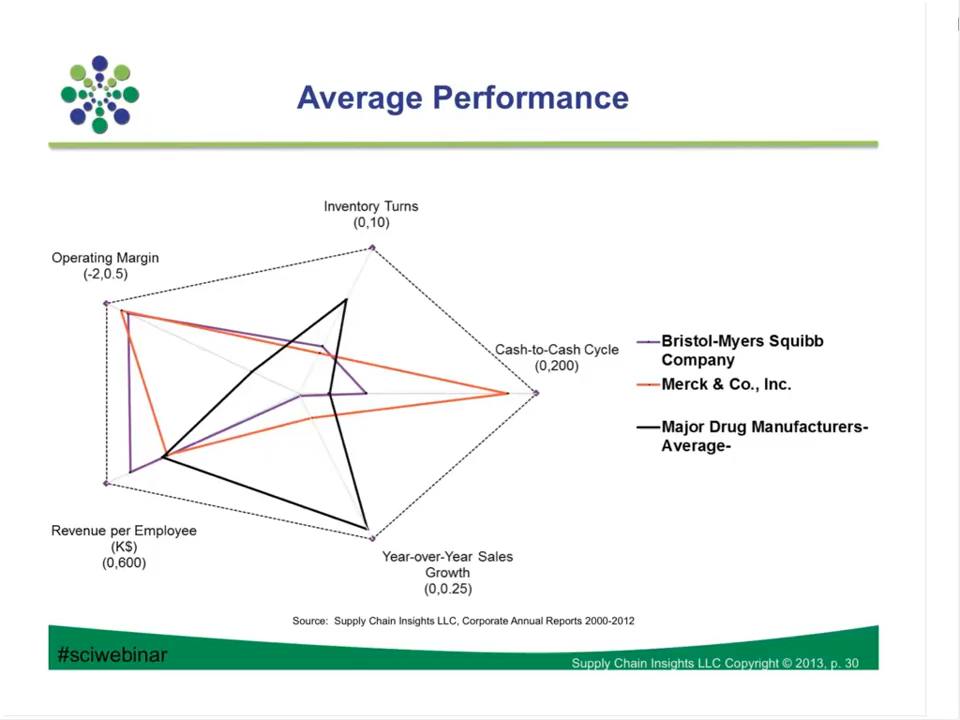 Average Performance
Inventory Turns
(0,10)
Operating Margin
(-2,0.5)
Cash-to-Cash Cycle
(0,200)
Bristol-Myers Squibb
Company
Merck & Co., Inc.
Major Drug Manufacturers-
Average-
Revenue per Employee
(K$)
(0,600)
Year-over-Year Sales
Growth
(0,0.25)
Source: Supply Chain Insights LLC, Corporate Annual Reports 2000-2012
#sciwebinar
Supply Chain Insights LLC Copyright © 2013, p. 30